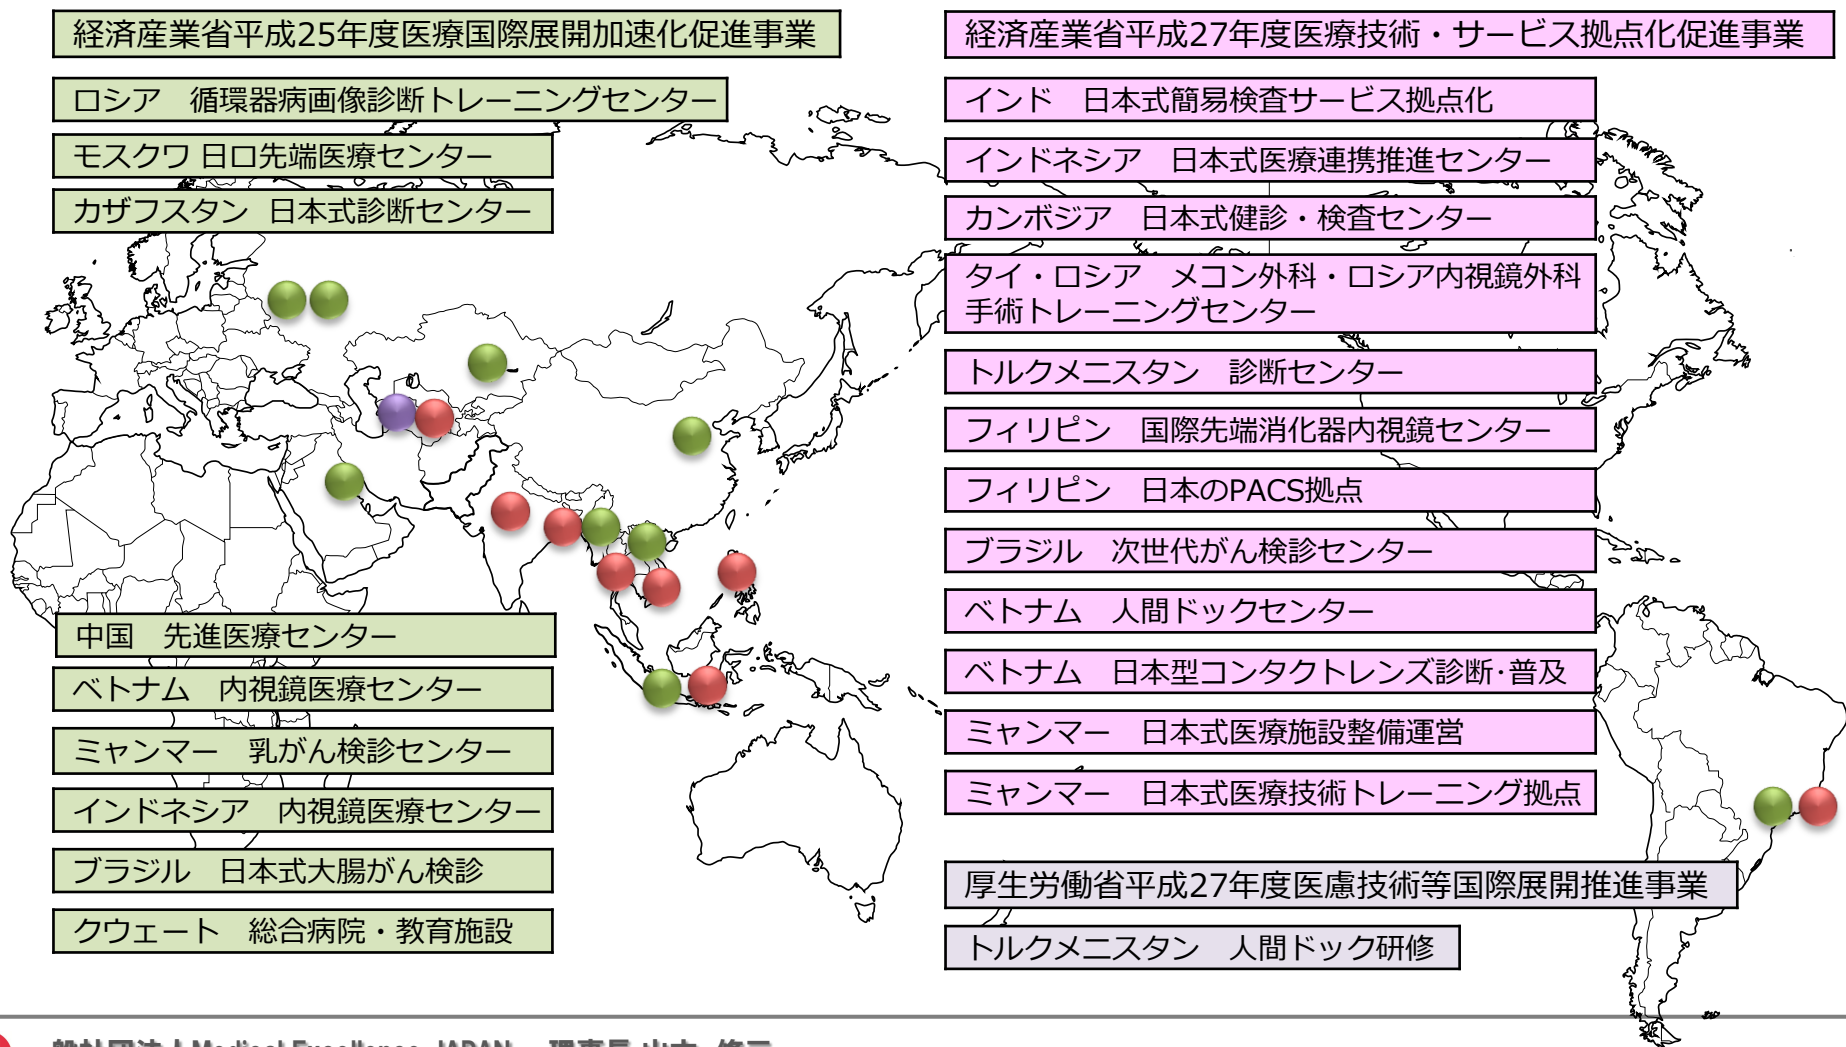 経済産業省平成25年度医療国際展開加速化促進事業
ロシア　循環器病画像診断トレーニングセンター
モスクワ 日ロ先端医療センター
カザフスタン 日本式診断センター
中国　先進医療センター
ベトナム　内視鏡医療センター
ミャンマー　乳がん検診センター
インドネシア　内視鏡医療センター
ブラジル　日本式大腸がん検診
クウェート　総合病院・教育施設
経済産業省平成27年度医療技術・サービス拠点化促進事業
インド　日本式簡易検査サービス拠点化
インドネシア　日本式医療連携推進センター
カンボジア　日本式健診・検査センター
タイ・ロシア　メコン外科・ロシア内視鏡外科
手術トレーニングセンター
トルクメニスタン　診断センター
フィリピン　国際先端消化器内視鏡センター
フィリピン　日本のPACS拠点
ブラジル　次世代がん検診センター
ベトナム　人間ドックセンター
ベトナム　日本型コンタクトレンズ診断･普及
ミャンマー　日本式医療施設整備運営
ミャンマー　日本式医療技術トレーニング拠点
厚生労働省平成27年度医慮技術等国際展開推進事業
トルクメニスタン　人間ドック研修
Medical Excellence JAPAN